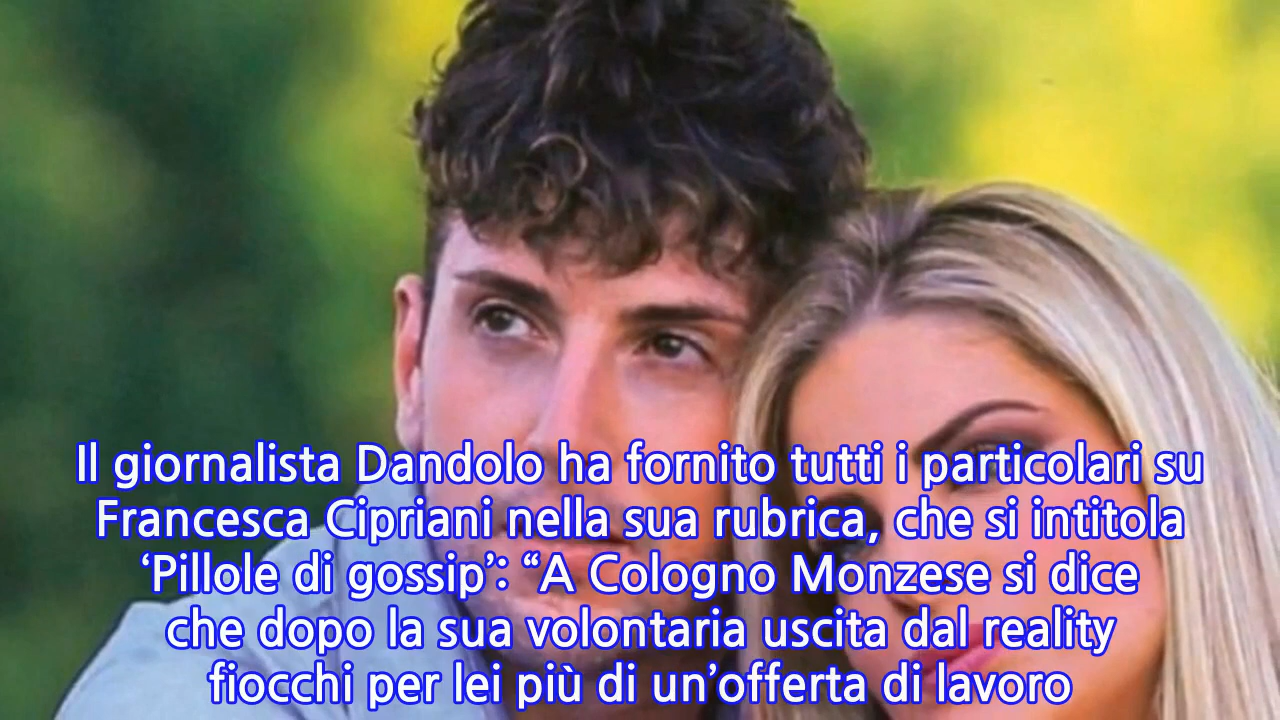 Il giornalista Dandolo ha fornito tutti i particolari su
Francesca Cipriani nella sua rubrica, che si intitola
‘Pillole di gossip’: “A Cologno Monzese si dice
che dopo la sua volontaria uscita dal reality
fiocchi per lei più di un’offerta di lavoro